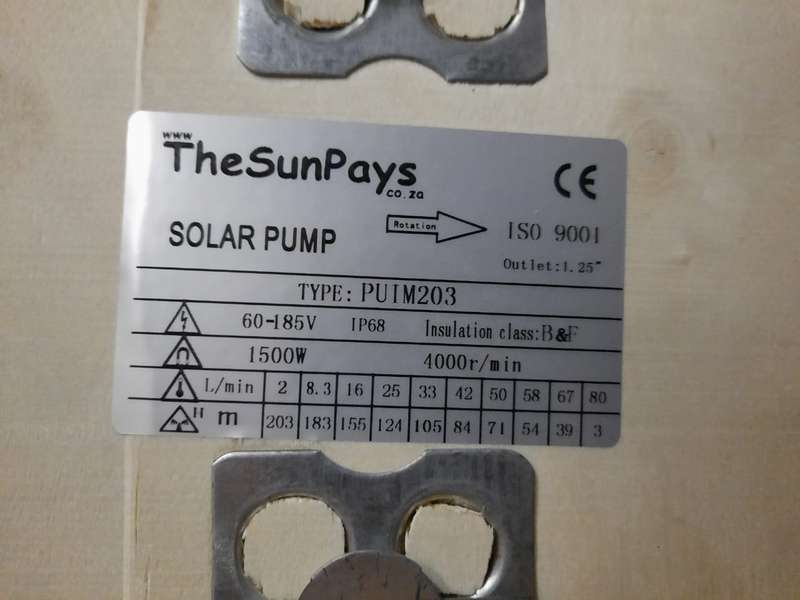 www
TheSunPays
co.za
CE
SOLAR PUMP
Rotation
ISO 9001
Outlet:1.25"
TYPE: PUIM203
60-185V IP68 Insulation class:B&F
1500W 4000r/min
L/min 2 8.3 16 25 33 42 50 58 67 80
H m 203 183 155 124 105 84 71 54 39 3